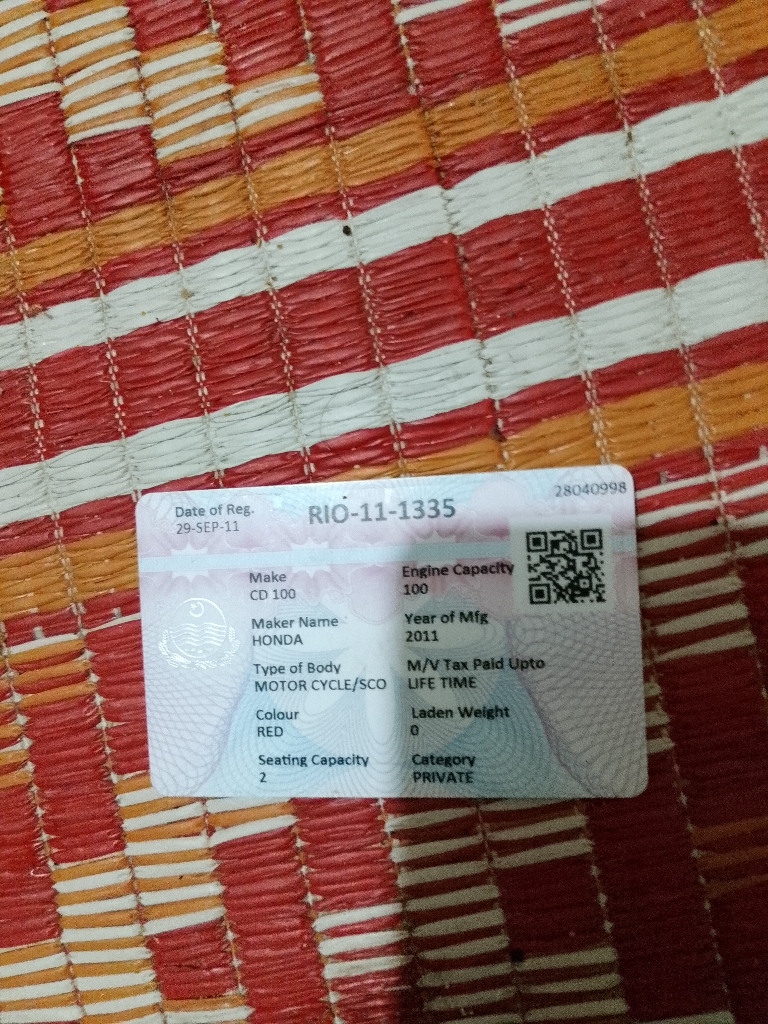 28040998
Date of Reg.
29-SEP-11
RIO-11-1335
Make
CD 100
Engine Capacity
100
Maker Name
HONDA
Year of Mfg
2011
Type of Body
MOTOR CYCLE/SCO
M/V Tax Paid Upto
LIFE TIME
Colour
RED
Laden Weight
0
Seating Capacity
2
Category
PRIVATE